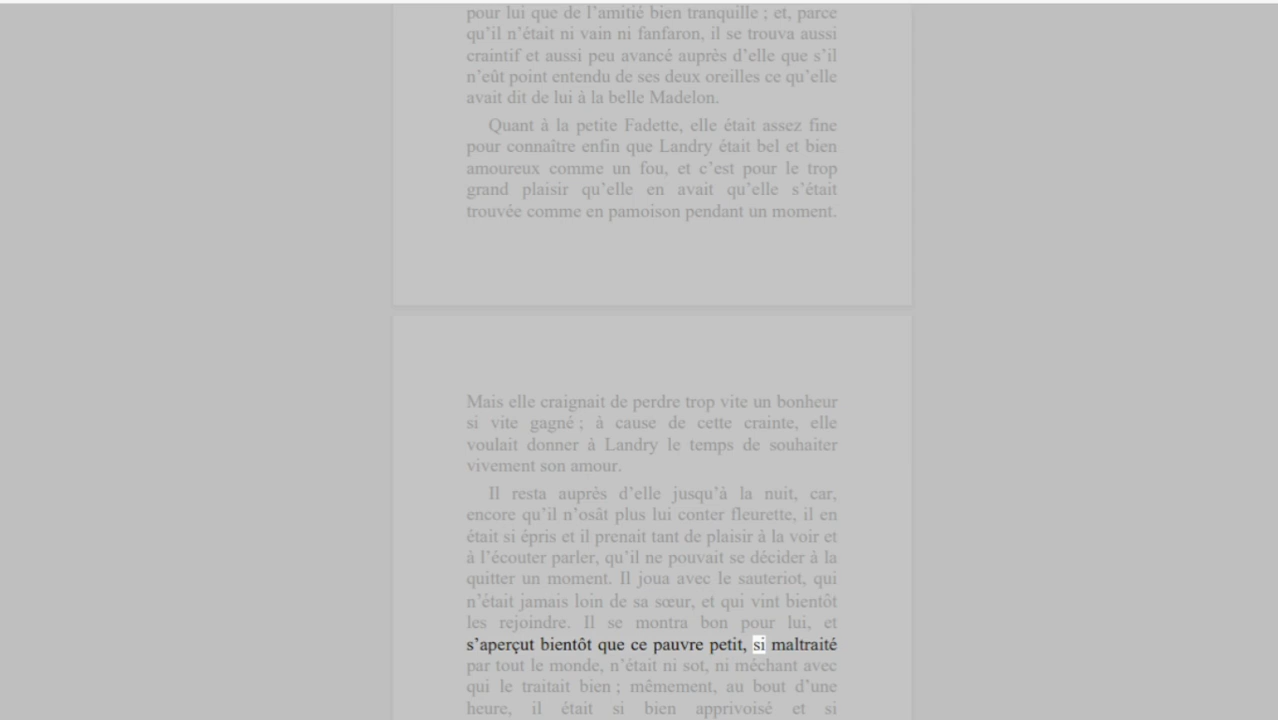 pour lui que de l’amitié bien tranquille ; et, parce
qu’il n’était ni vain ni fanfaron, il se trouva aussi
craintif et aussi peu avancé auprès d’elle que s’il
n’eût point entendu de ses deux oreilles ce qu’elle
avait dit de lui à la belle Madelon.
Quant à la petite Fadette, elle était assez fine
pour connaître enfin que Landry était bel et bien
amoureux comme un fou, et c’est pour le trop
grand plaisir qu’elle en avait qu’elle s’était
trouvée comme en pamoison pendant un moment.
Mais elle craignait de perdre trop vite un bonheur
si vite gagné ; à cause de cette crainte, elle
voulait donner à Landry le temps de souhaiter
vivement son amour.
Il resta auprès d’elle jusqu’à la nuit, car,
encore qu’il n’osât plus lui conter fleurette, il en
était si épris et il prenait tant de plaisir à la voir et
à l’écouter parler, qu’il ne pouvait se décider à la
quitter un moment. Il joua avec le sauteriot, qui
n’était jamais loin de sa sœur, et qui vint bientôt
les rejoindre. Il se montra bon pour lui, et
s’aperçut bientôt que ce pauvre petit, si maltraité
par tout le monde, n’était ni sot, ni méchant avec
qui le traitait bien ; mêmement, au bout d’une
heure, il était si bien apprivoisé et si